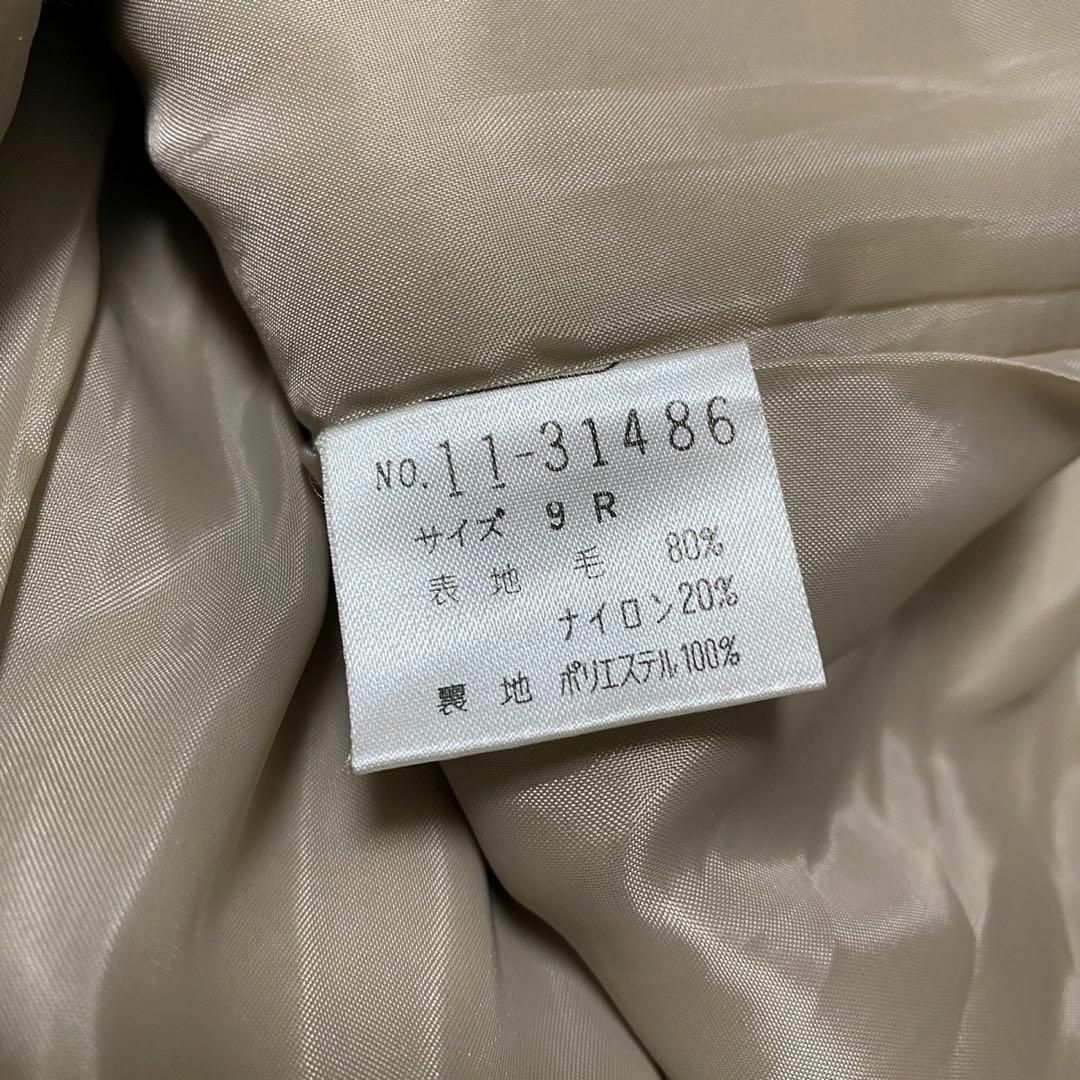 NO. 11-31486
サイズ 9 R
表地 毛 80%
ナイロン20%
裏地 ポリエステル100%